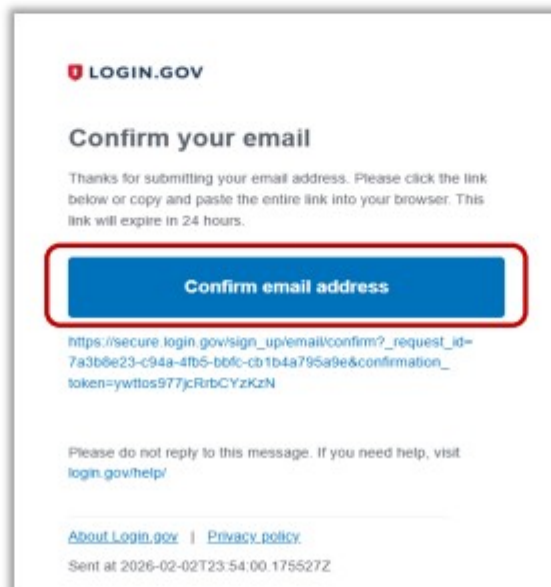 LOGIN.GOV
Confirm your email
Thanks for submitting your email address. Please click the link
below or copy and paste the entire link into your browser. This
link will expire in 24 hours.
Confirm email address
https://secure.login.gov/sign_up/email/confirm?_request_id=
7a3b6e23-c94a-4fb5-bbfc-cb1b4a795a9e&confirmation_
token=ywttos977jcRrbCYzKzN
Please do not reply to this message. If you need help, visit
login.gov/help/
About Login.gov | Privacy policy
Sent at 2026-02-02T23:54:00.175527Z